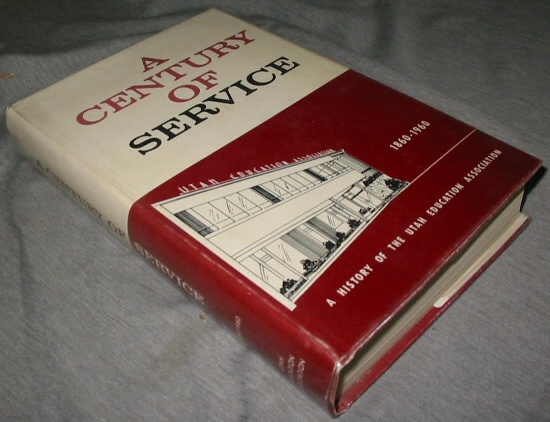 A
CENTURY
OF
SERVICE
UTAH EDUCATION ASSOCIATION
1860-1960
A HISTORY OF THE UTAH EDUCATION ASSOCIATION
A CENTURY OF SERVICE